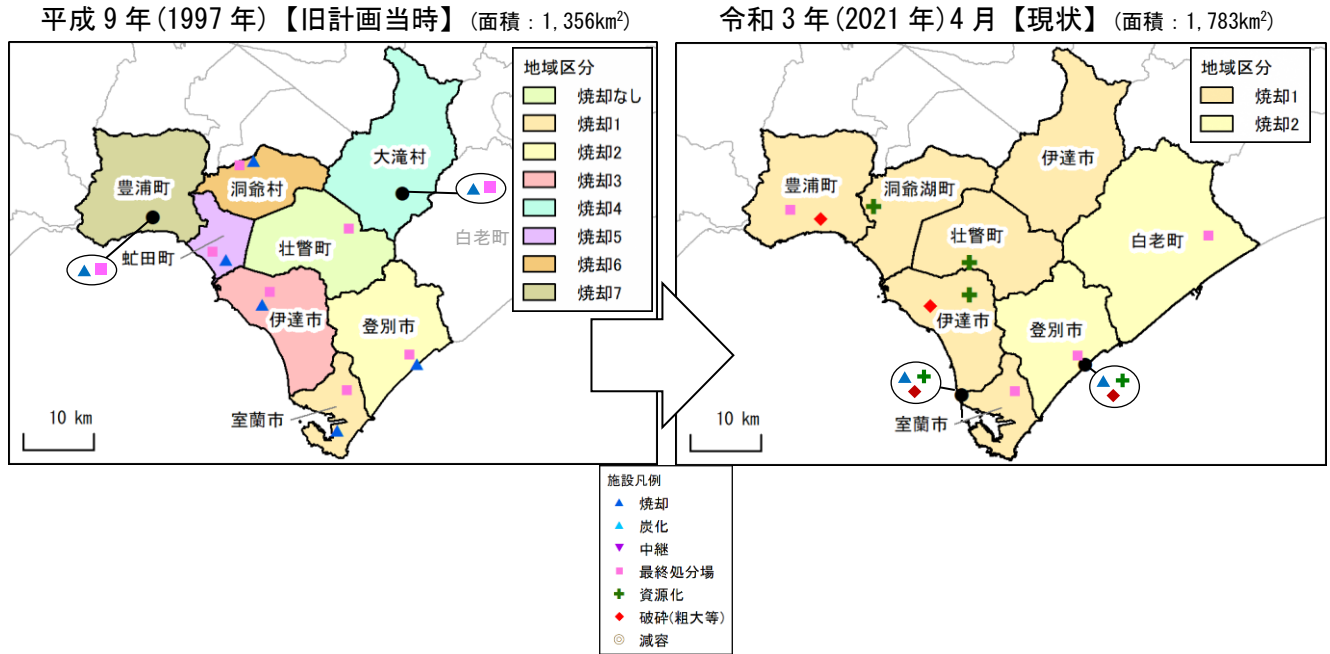 平成9年(1997年)【旧計画当時】(面積：1,356km²)
地域区分
焼却なし
焼却1
焼却2
焼却3
焼却4
焼却5
焼却6
焼却7
大滝村
豊浦町
洞爺村
白老町
虻田町
壮瞥町
伊達市
登別市
室蘭市
10 km
令和3年(2021年)4月【現状】(面積：1,783km²)
地域区分
焼却1
焼却2
伊達市
豊浦町
洞爺湖町
壮瞥町
白老町
伊達市
登別市
室蘭市
10 km
施設凡例
焼却
炭化
中継
最終処分場
資源化
破砕(粗大等)
減容